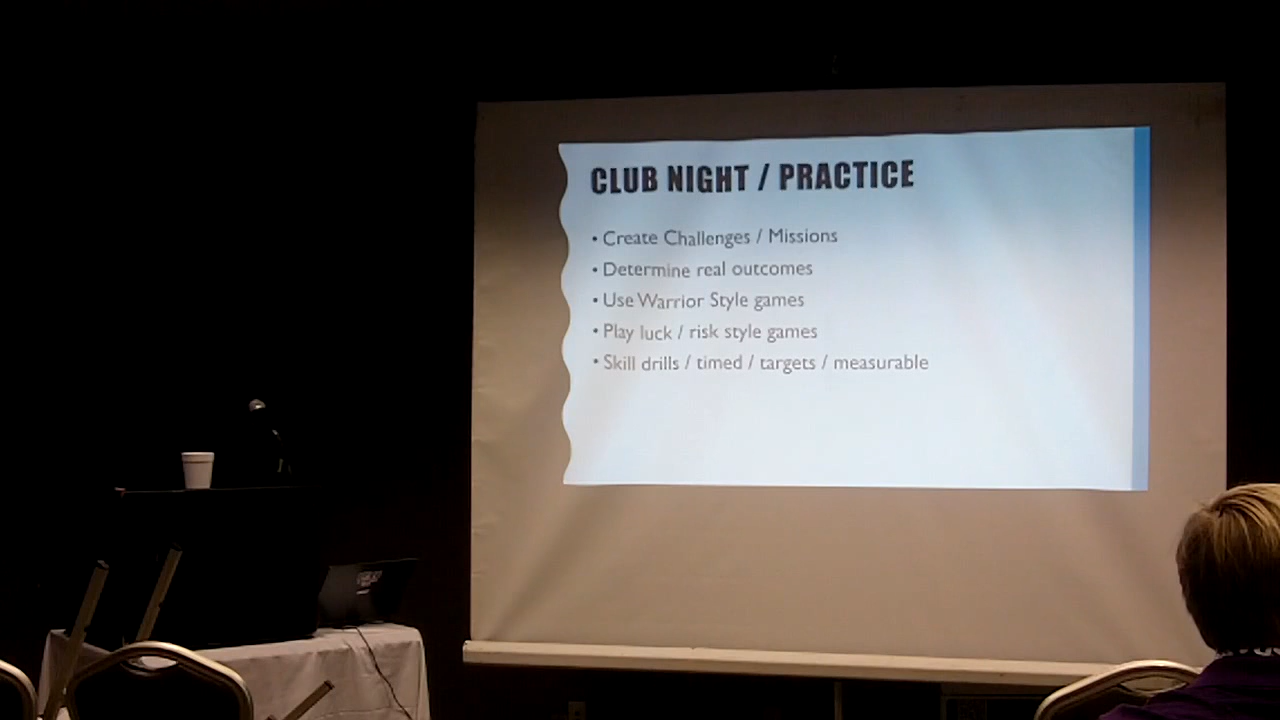 CLUB NIGHT / PRACTICE
• Create Challenges / Missions
• Determine real outcomes
• Use Warrior Style games
• Play luck / risk style games
• Skill drills / timed / targets / measurable